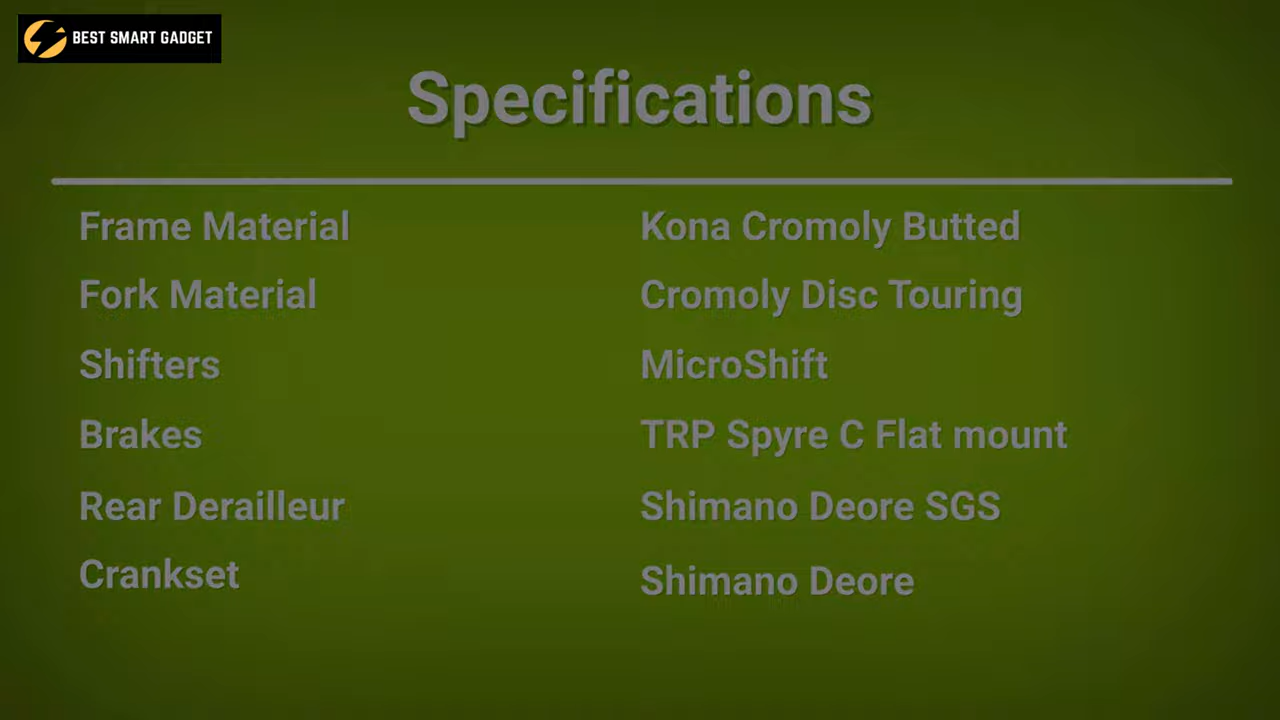 BEST SMART GADGET
Specifications
Frame Material Kona Cromoly Butted
Fork Material Cromoly Disc Touring
Shifters MicroShift
Brakes TRP Spyre C Flat mount
Rear Derailleur Shimano Deore SGS
Crankset Shimano Deore